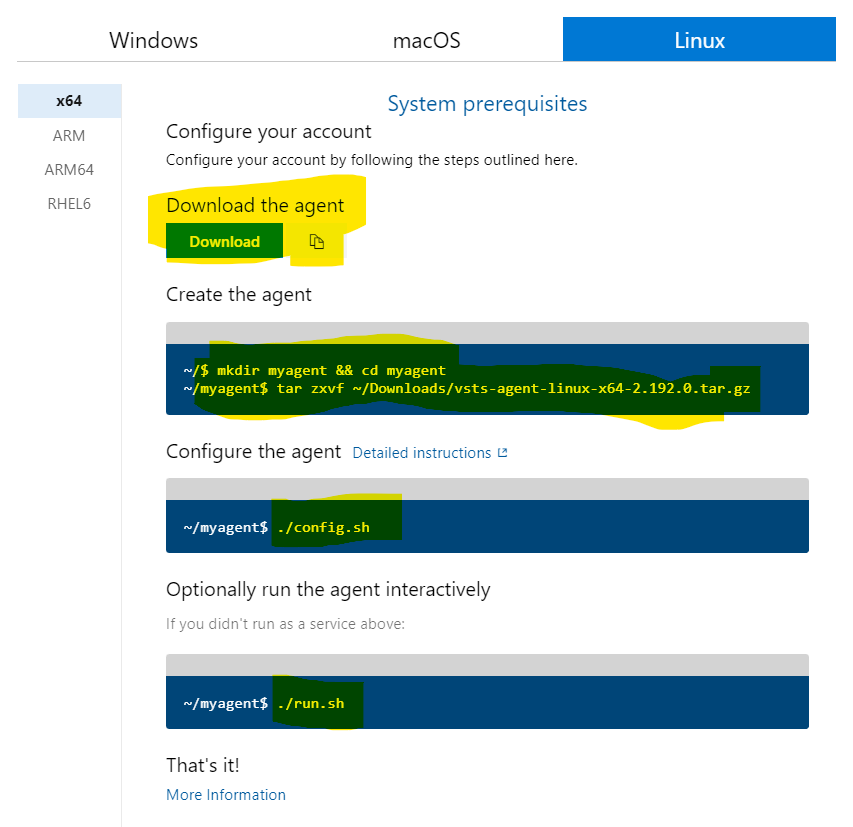 Windows
macOS
Linux
x64
ARM
ARM64
RHEL6
System prerequisites
Configure your account
Configure your account by following the steps outlined here.
Download the agent
Download
Create the agent
~/$ mkdir myagent && cd myagent
~/myagent$ tar zxvf ~/Downloads/vsts-agent-linux-x64-2.192.0.tar.gz
Configure the agent Detailed instructions
~/myagent$ ./config.sh
Optionally run the agent interactively
If you didn't run as a service above:
~/myagent$ ./run.sh
That's it!
More Information